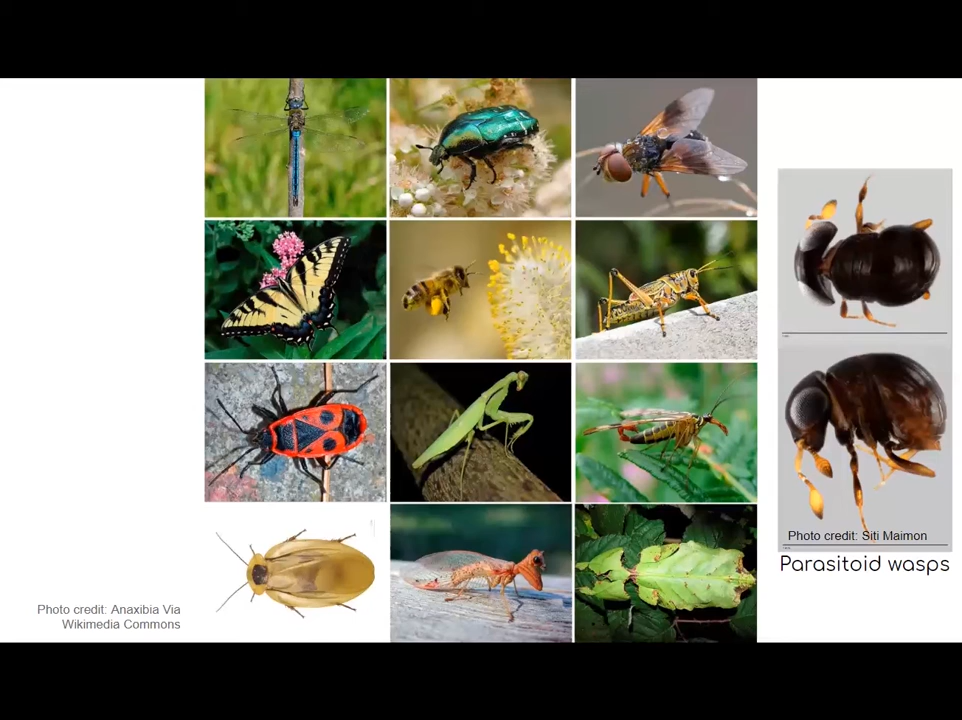 Photo credit: Anaxibia Via
Wikimedia Commons
Photo credit: Siti Maimon
Parasitoid wasps